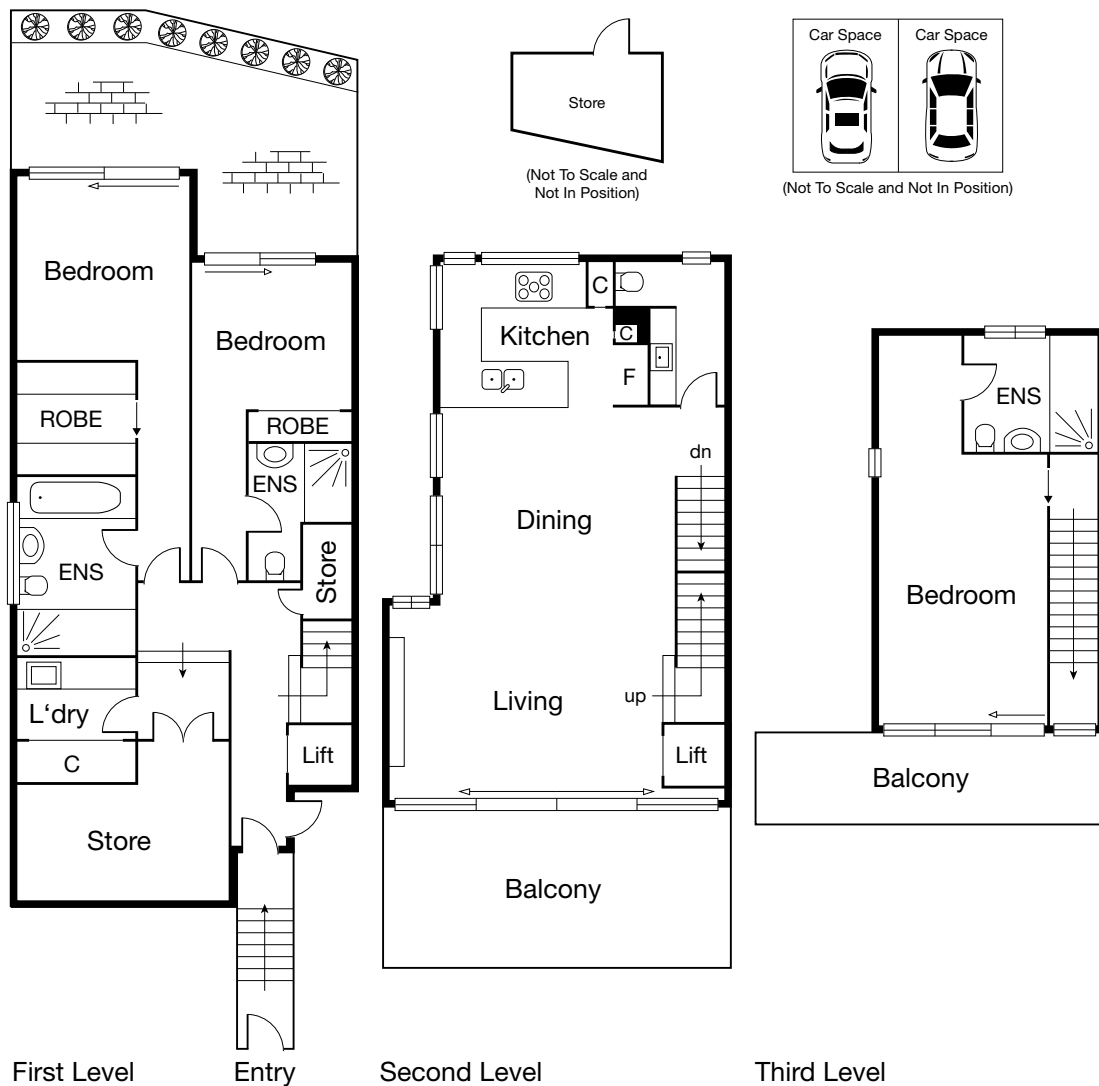 Car Space
Car Space
Store
(Not To Scale and
Not In Position)
(Not To Scale and Not In Position)
Bedroom
Bedroom
ROBE
ROBE
ENS
ENS
Store
L'dry
C
Lift
Store
C
Kitchen
C
F
dn
Dining
up
Living
Lift
Balcony
ENS
Bedroom
Balcony
First Level
Entry
Second Level
Third Level